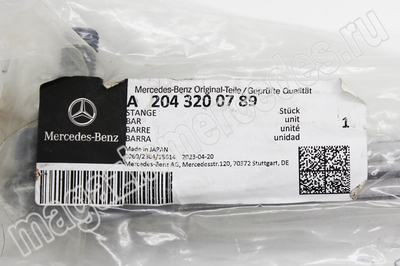 Mercedes-Benz Original-Teile/Geprüfte Qualität
A 204 320 07 89
STANGE Stück
BAR unit
BARRE unité
BARRA unidad
1
Mercedes-Benz
Made in JAPAN
2023-04-20
Mercedes-Benz AG, Mercedesstr.120, 70372 Stuttgart, DE